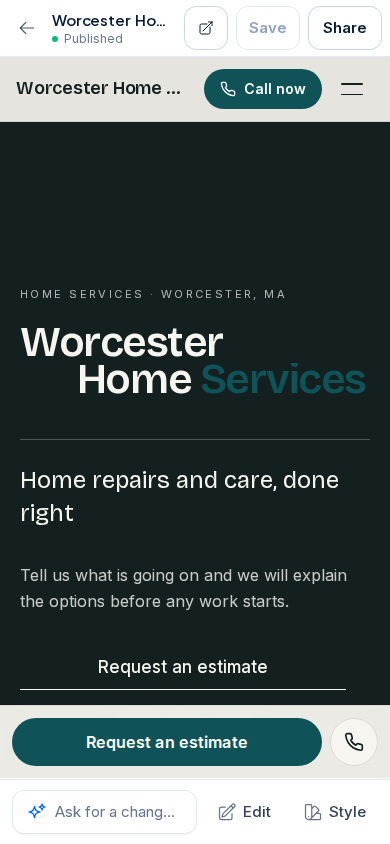 Worcester Ho...
Published
Save
Share
Worcester Home ...
Call now
HOME SERVICES · WORCESTER, MA
Worcester
Home Services
Home repairs and care, done
right
Tell us what is going on and we will explain
the options before any work starts.
Request an estimate
Request an estimate
Ask for a chang...
Edit
Style